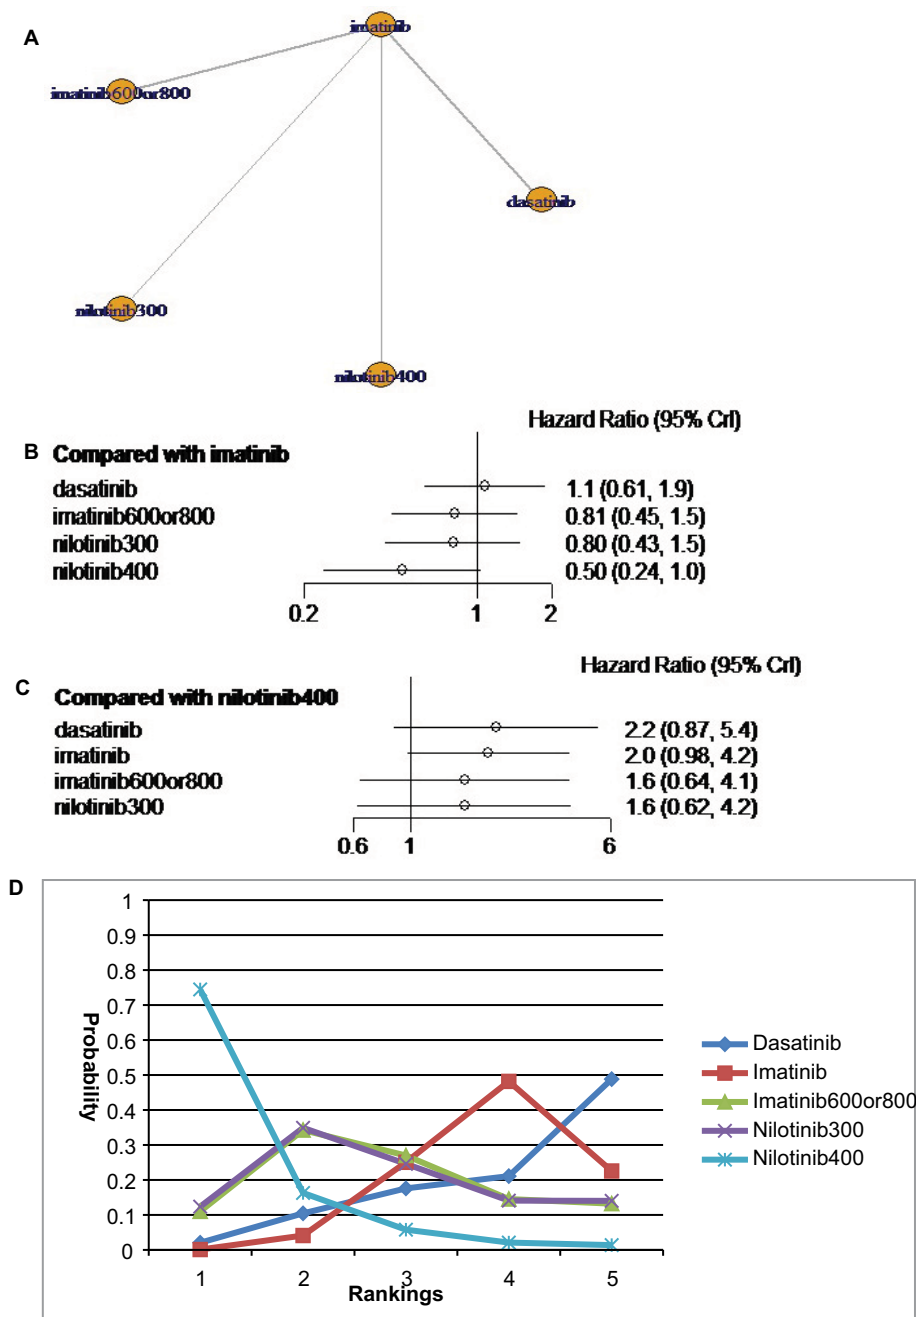 A
imatinib
imatinib600or800
dasatinib
nilotinib300
nilotinib400
Hazard Ratio (95% CrI)
B Compared with imatinib
dasatinib 1.1 (0.61, 1.9)
imatinib600or800 0.81 (0.45, 1.5)
nilotinib300 0.80 (0.43, 1.5)
nilotinib400 0.50 (0.24, 1.0)
0.2 1 2
Hazard Ratio (95% CrI)
C Compared with nilotinib400
dasatinib 2.2 (0.87, 5.4)
imatinib 2.0 (0.98, 4.2)
imatinib600or800 1.6 (0.64, 4.1)
nilotinib300 1.6 (0.62, 4.2)
0.6 1 6
D
1
0.9
0.8
0.7
0.6
0.5
0.4
0.3
0.2
0.1
0
Probability
1 2 3 4 5
Rankings
Dasatinib
Imatinib
Imatinib600or800
Nilotinib300
Nilotinib400